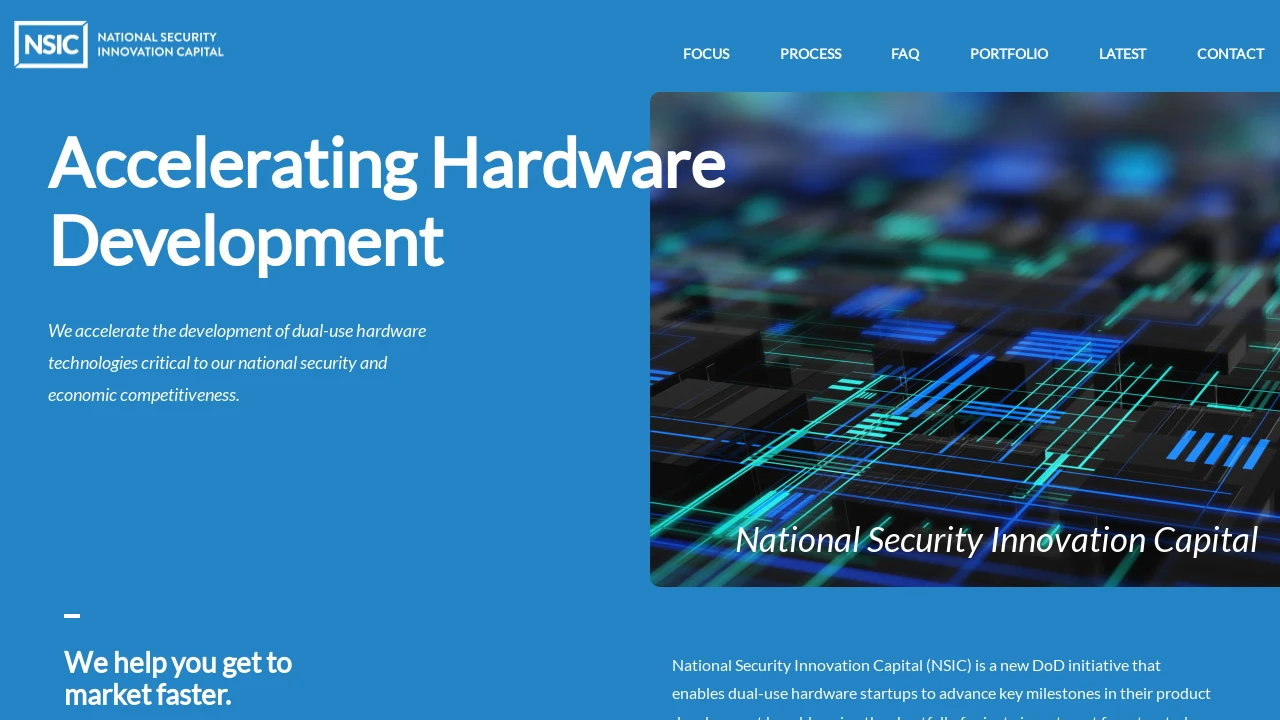 NSIC
NATIONAL SECURITY
INNOVATION CAPITAL
FOCUS
PROCESS
FAQ
PORTFOLIO
LATEST
CONTACT
Accelerating Hardware
Development
We accelerate the development of dual-use hardware
technologies critical to our national security and
economic competitiveness.
National Security Innovation Capital
We help you get to
market faster.
National Security Innovation Capital (NSIC) is a new DoD initiative that
enables dual-use hardware startups to advance key milestones in their product